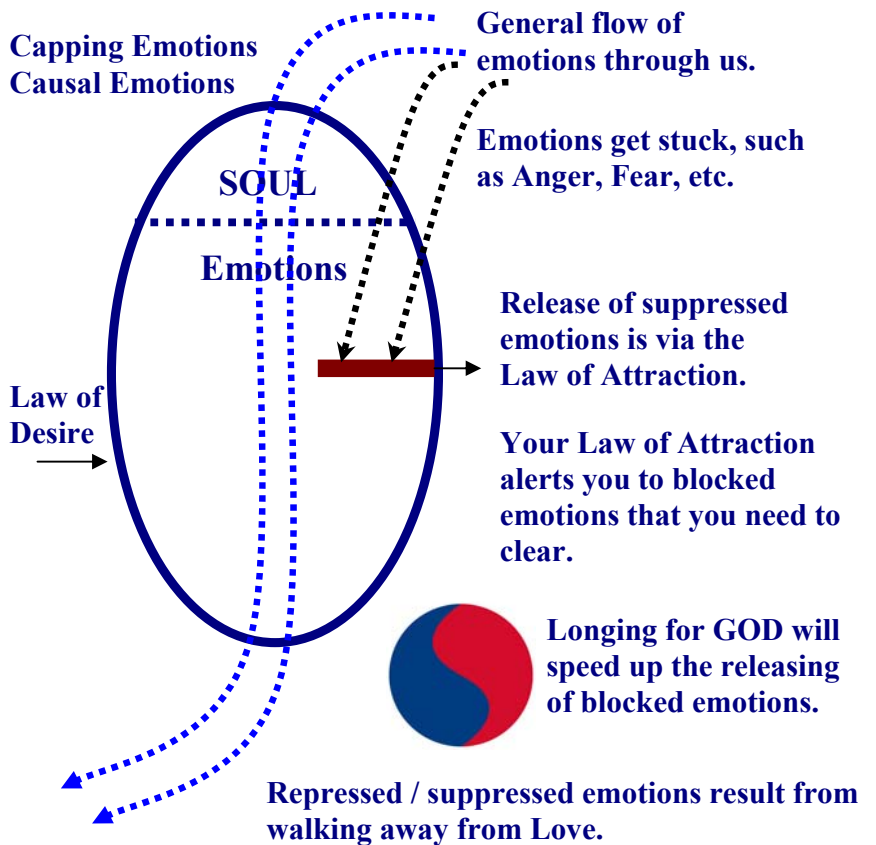 Capping Emotions
Causal Emotions
General flow of
emotions through us.
Emotions get stuck, such
as Anger, Fear, etc.
SOUL
Emotions
Release of suppressed
emotions is via the
Law of Attraction.
Law of
Desire
Your Law of Attraction
alerts you to blocked
emotions that you need to
clear.
Longing for GOD will
speed up the releasing
of blocked emotions.
Repressed / suppressed emotions result from
walking away from Love.